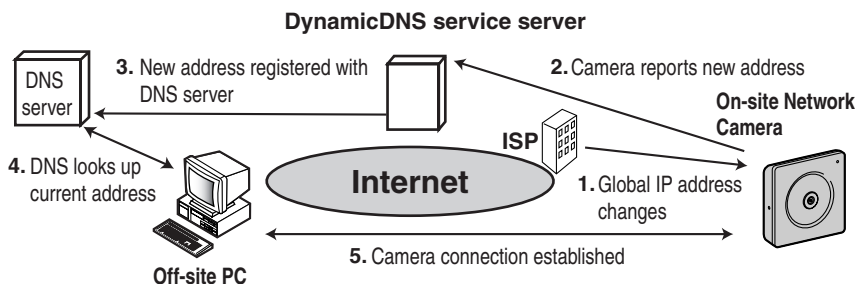 DynamicDNS service server
DNS
server
3. New address registered with
DNS server
2. Camera reports new address
On-site Network
Camera
ISP
4. DNS looks up
current address
Internet
1. Global IP address
changes
5. Camera connection established
Off-site PC